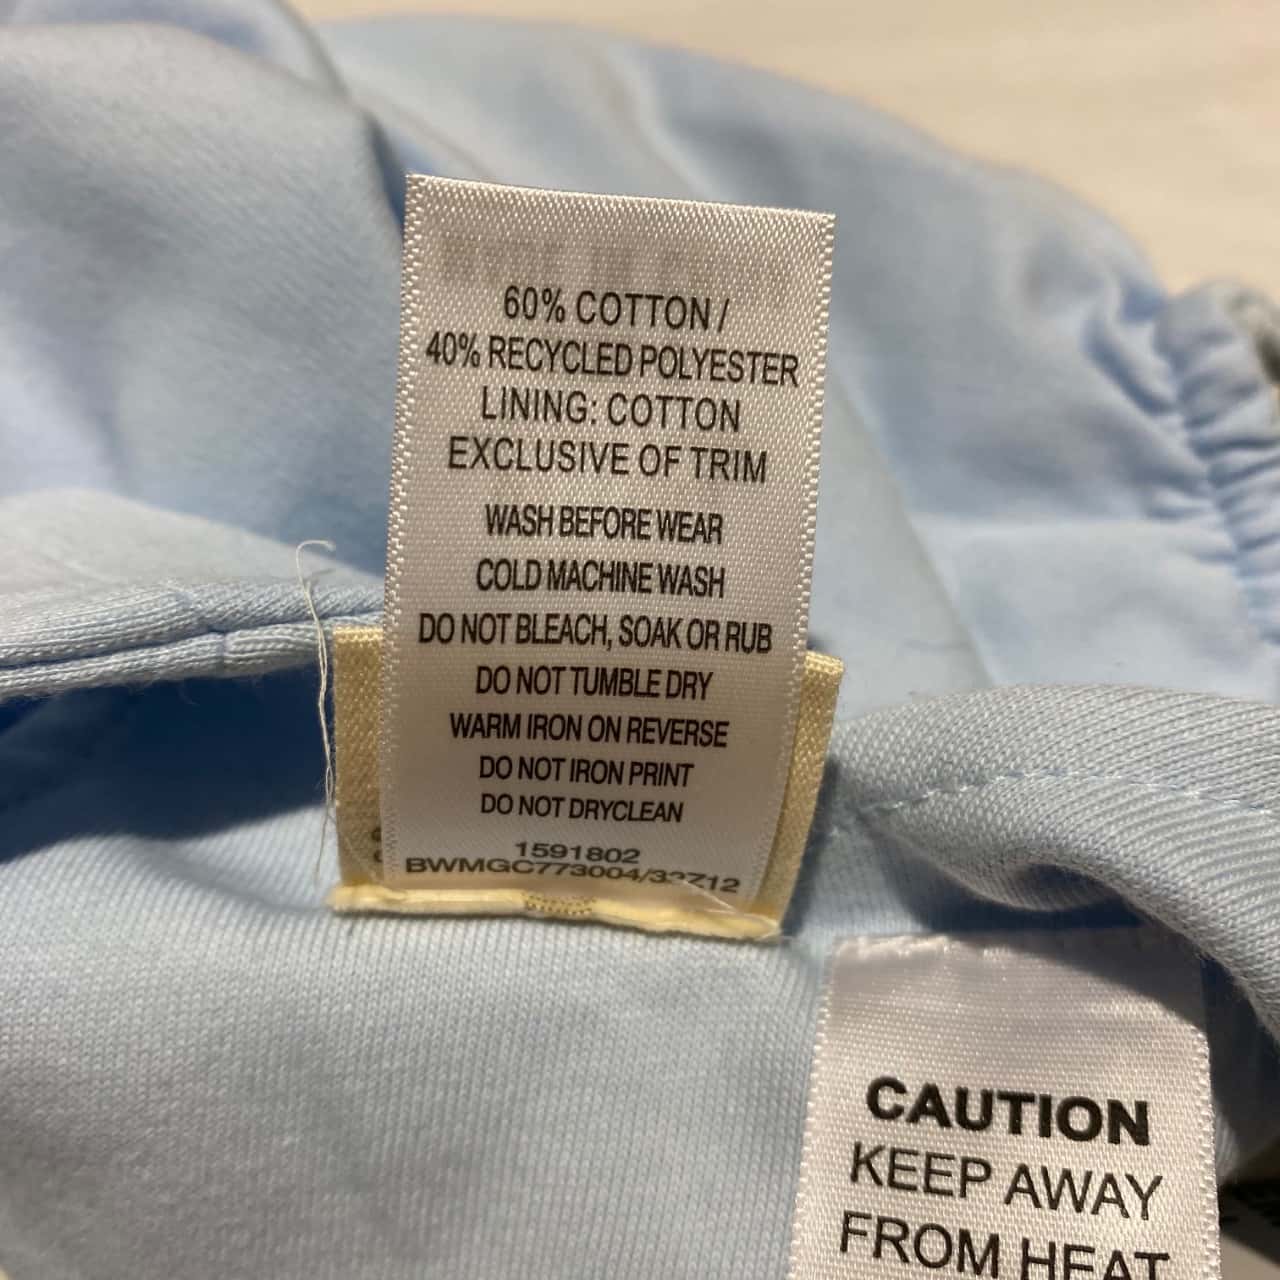 60% COTTON /
40% RECYCLED POLYESTER
LINING: COTTON
EXCLUSIVE OF TRIM
WASH BEFORE WEAR
COLD MACHINE WASH
DO NOT BLEACH, SOAK OR RUB
DO NOT TUMBLE DRY
WARM IRON ON REVERSE
DO NOT IRON PRINT
DO NOT DRYCLEAN
1591802
CAUTION
KEEP AWAY
FROM HEAT